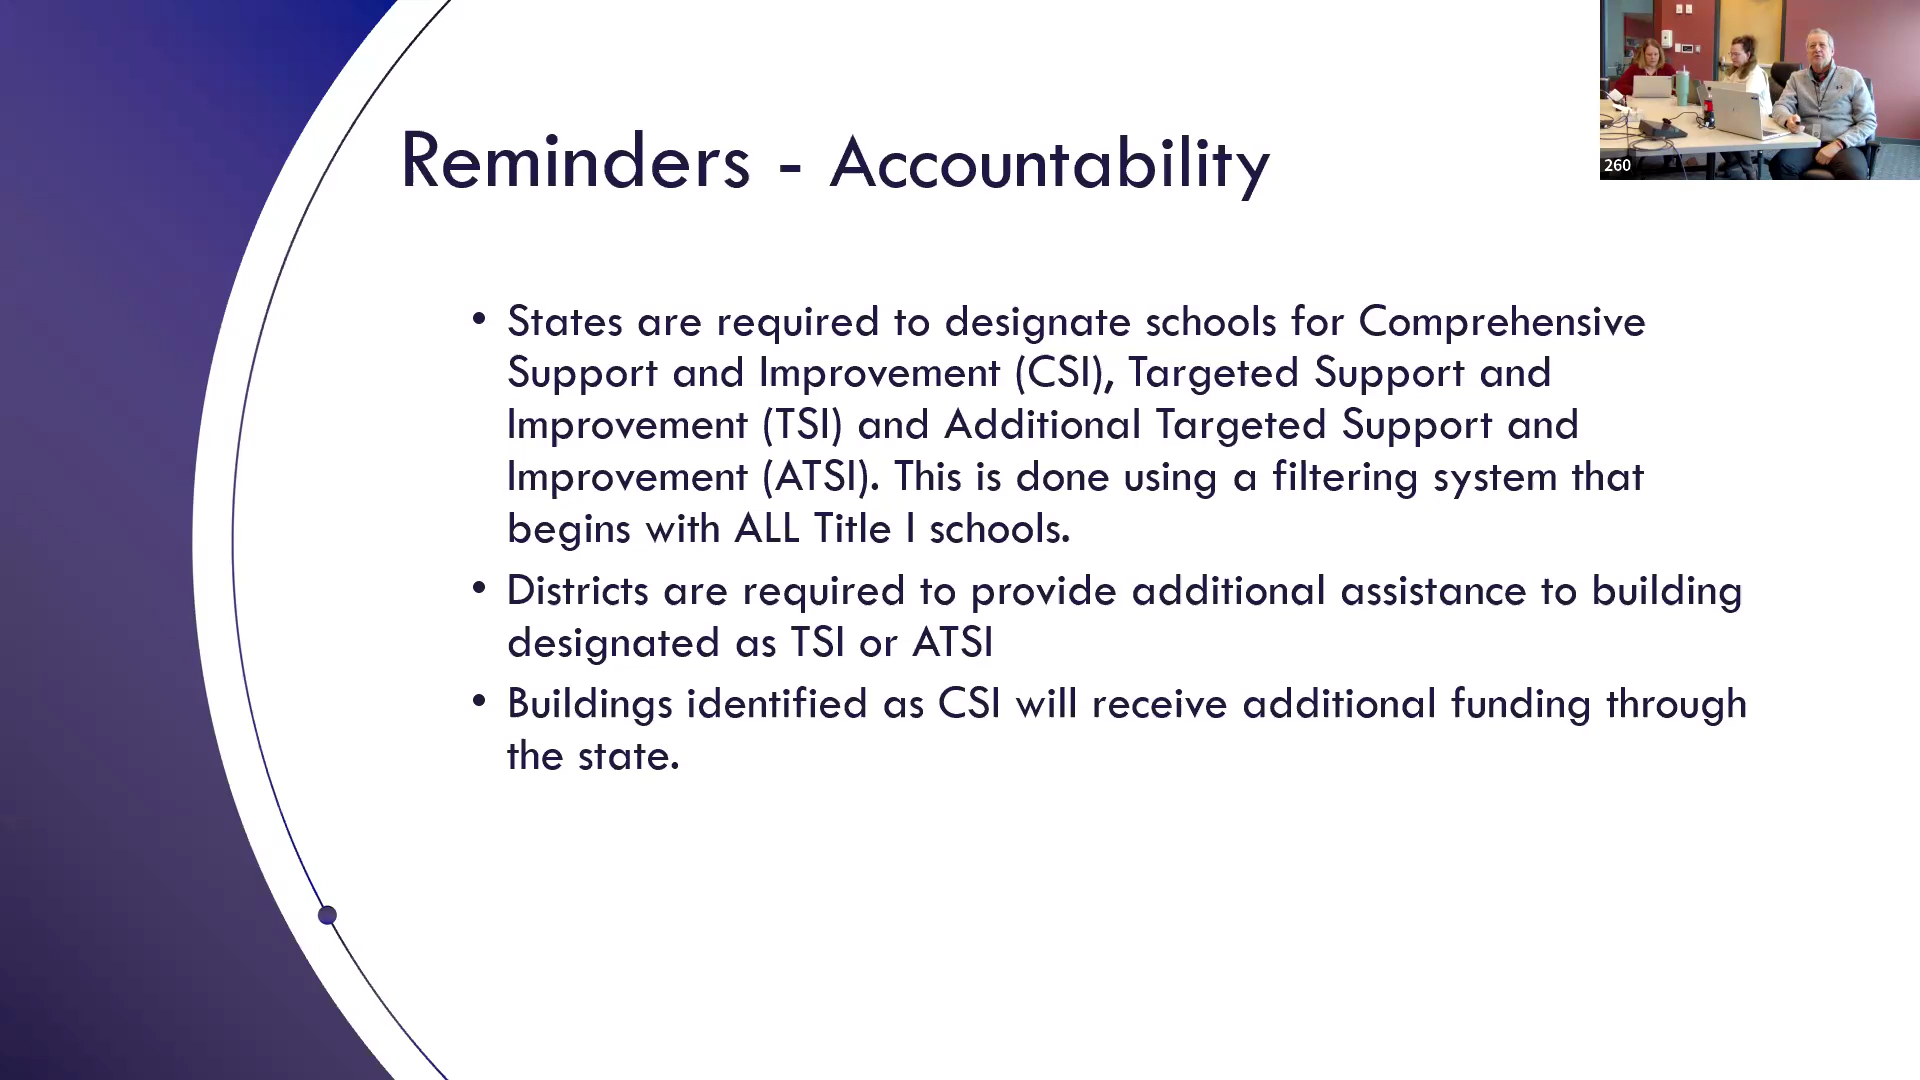 Reminders - Accountability
260
• States are required to designate schools for Comprehensive
Support and Improvement (CSI), Targeted Support and
Improvement (TSI) and Additional Targeted Support and
Improvement (ATSI). This is done using a filtering system that
begins with ALL Title I schools.
• Districts are required to provide additional assistance to building
designated as TSI or ATSI
• Buildings identified as CSI will receive additional funding through
the state.